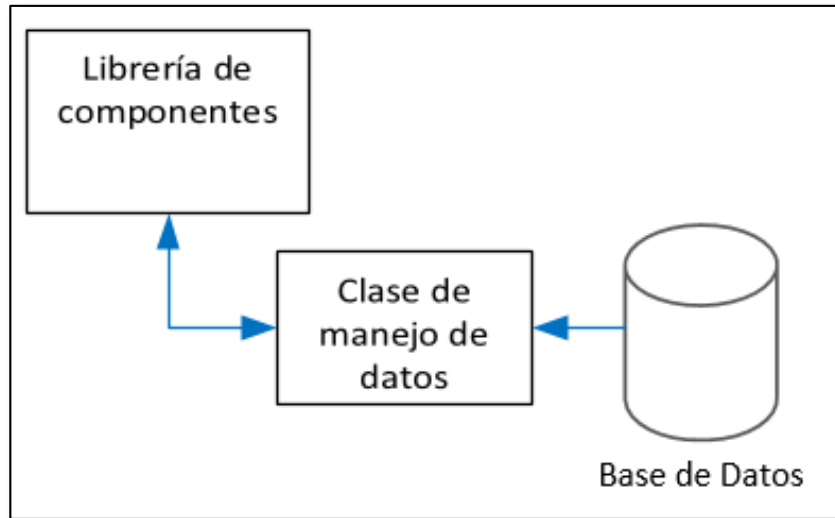 Librería de
componentes
Clase de
manejo de
datos
Base de Datos